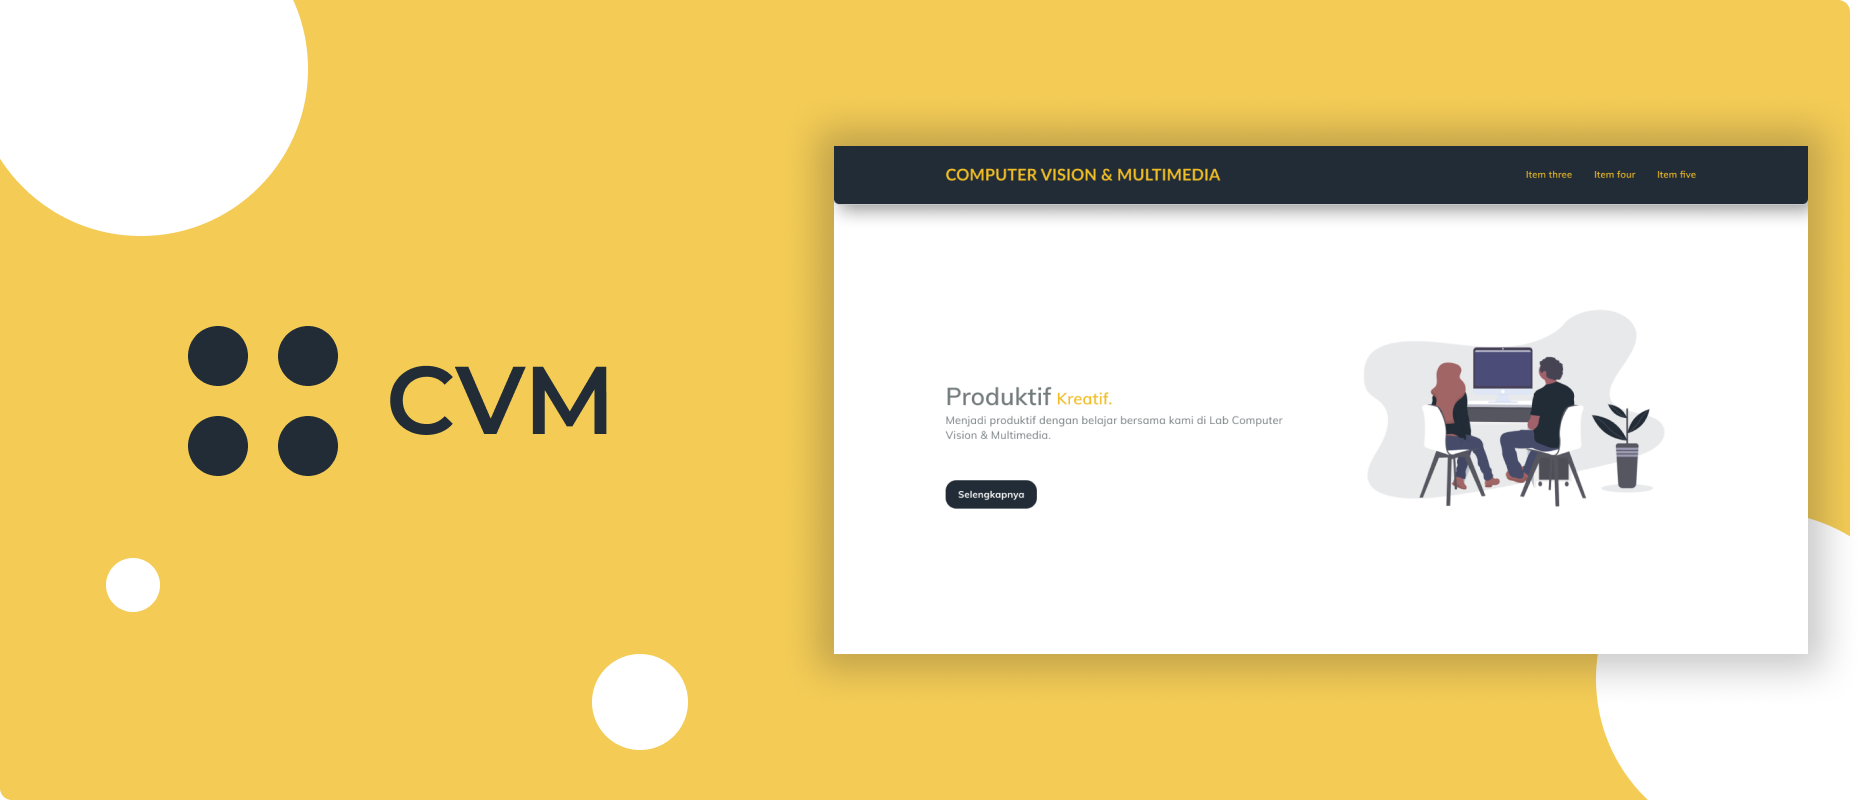 CVM
COMPUTER VISION & MULTIMEDIA
Item three
Item four
Item five
Produktif Kreatif.
Menjadi produktif dengan belajar bersama kami di Lab Computer
Vision & Multimedia.
Selengkapnya